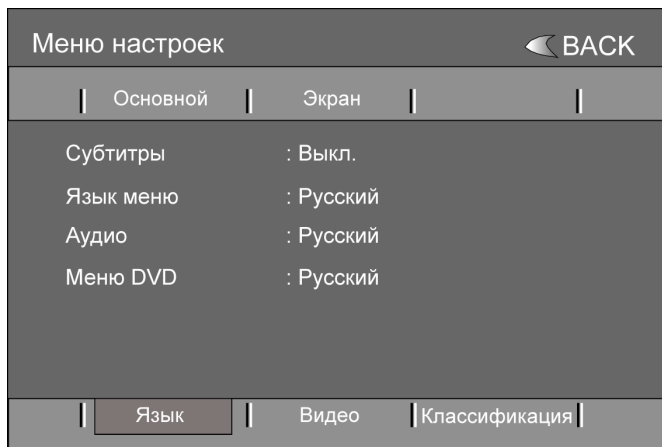 Меню настроек BACK
Основной Экран
Субтитры : Выкл.
Язык меню : Русский
Аудио : Русский
Меню DVD : Русский
Язык Видео Классификация